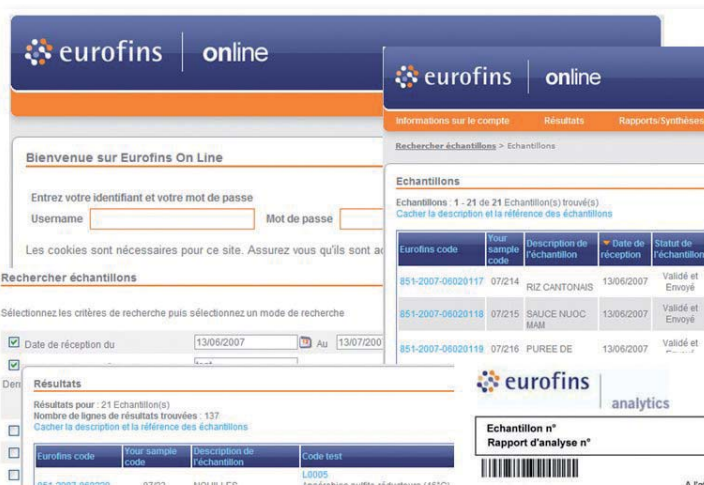 eurofins online
Bienvenue sur Eurofins On Line
Entrez votre identifiant et votre mot de passe
Username
Mot de passe
Les cookies sont nécessaires pour ce site. Assurez vous qu'ils sont
eurofins online
Informations sur le compte Résultats Rapports/Synthèses
Rechercher échantillons > Echantillons
Echantillons
Echantillons : 1 - 21 de 21 Echantillon(s) trouvé(s)
Cacher la description et la référence des échantillons
Eurofins code Your sample code Description de l'échantillon Date de réception Statut de l'échantillon
851-2007-06020117 07/214 RIZ CANTONAIS 13/06/2007 Validé et Envoyé
851-2007-06020118 07/215 SAUCE NUOC MAM 13/06/2007 Validé et Envoyé
851-2007-06020119 07/216 PUREE DE 13/06/2007 Validé et
Rechercher échantillons
Sélectionnez les critères de recherche puis sélectionnez un mode de recherche
Date de réception du 13/06/2007 Au 13/07/200
Résultats
Résultats pour : 21 Echantillon(s)
Nombre de lignes de résultats trouvées : 137
Cacher la description et la référence des échantillons
Eurofins code Your sample code Description de l'échantillon Code test
L0005
NOUILLES
eurofins analytics
Echantillon n°
Rapport d'analyse n°